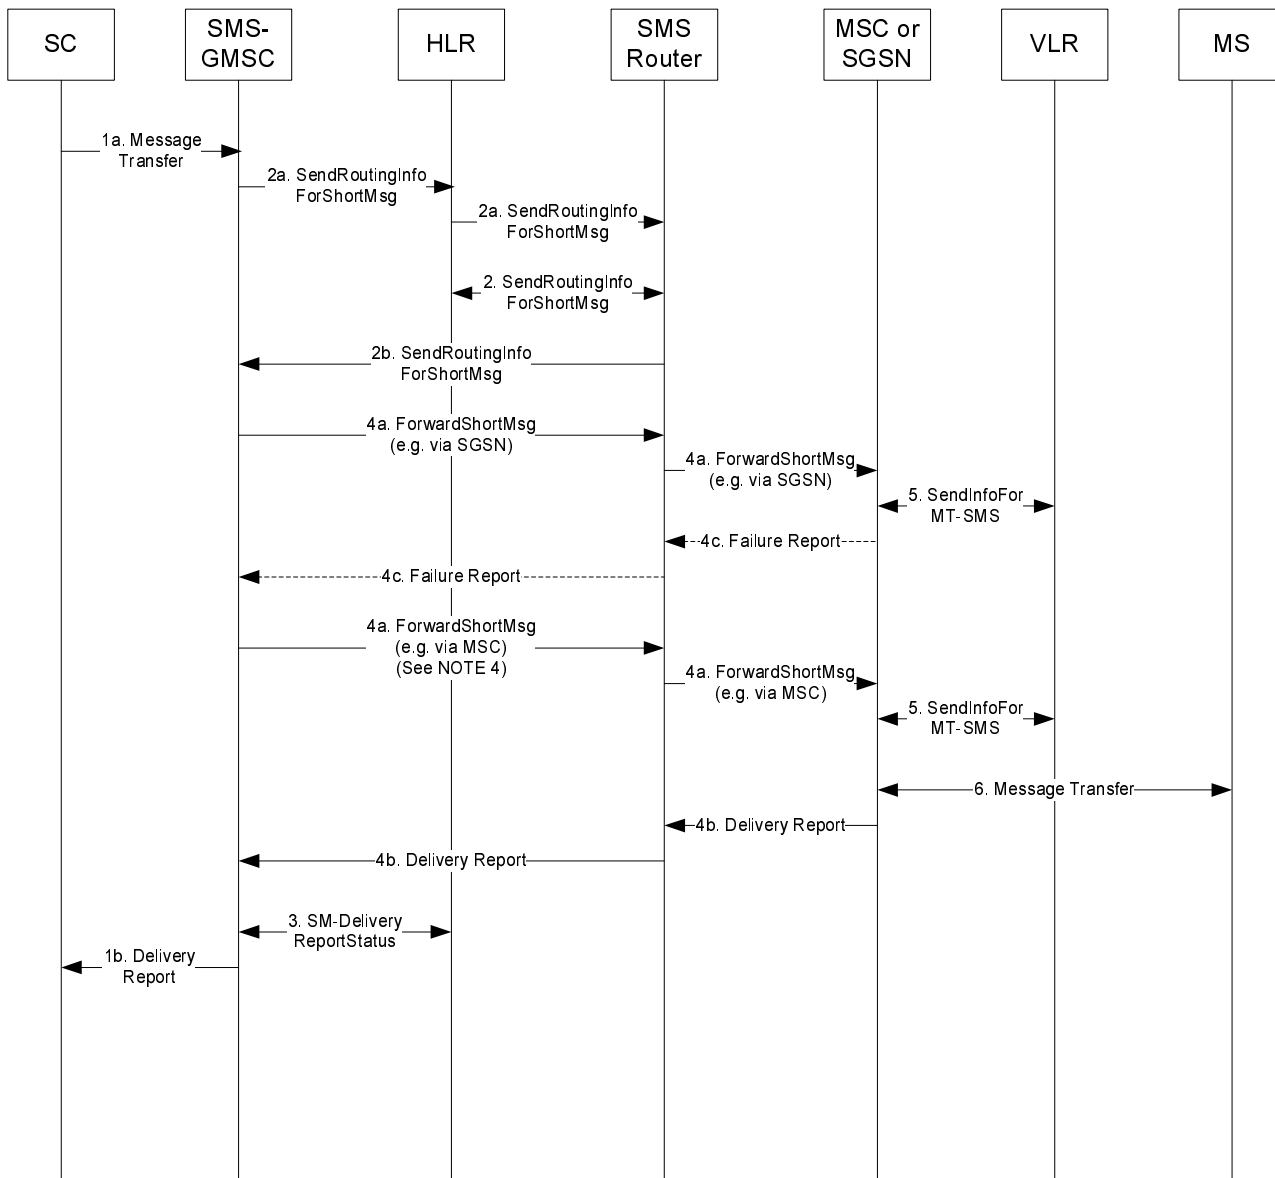 SC
SMS-
GMSC
HLR
SMS
Router
MSC or
SGSN
VLR
MS
1a. Message
Transfer
2a. SendRoutingInfo
ForShortMsg
2a. SendRoutingInfo
ForShortMsg
2. SendRoutingInfo
ForShortMsg
2b. SendRoutingInfo
ForShortMsg
4a. ForwardShortMsg
(e.g. via SGSN)
4a. ForwardShortMsg
(e.g. via SGSN)
5. SendInfoFor
MT-SMS
4c. Failure Report
4c. Failure Report
4a. ForwardShortMsg
(e.g. via MSC)
(See NOTE 4)
4a. ForwardShortMsg
(e.g. via MSC)
5. SendInfoFor
MT-SMS
6. Message Transfer
4b. Delivery Report
4b. Delivery Report
3. SM-Delivery
ReportStatus
1b. Delivery
Report